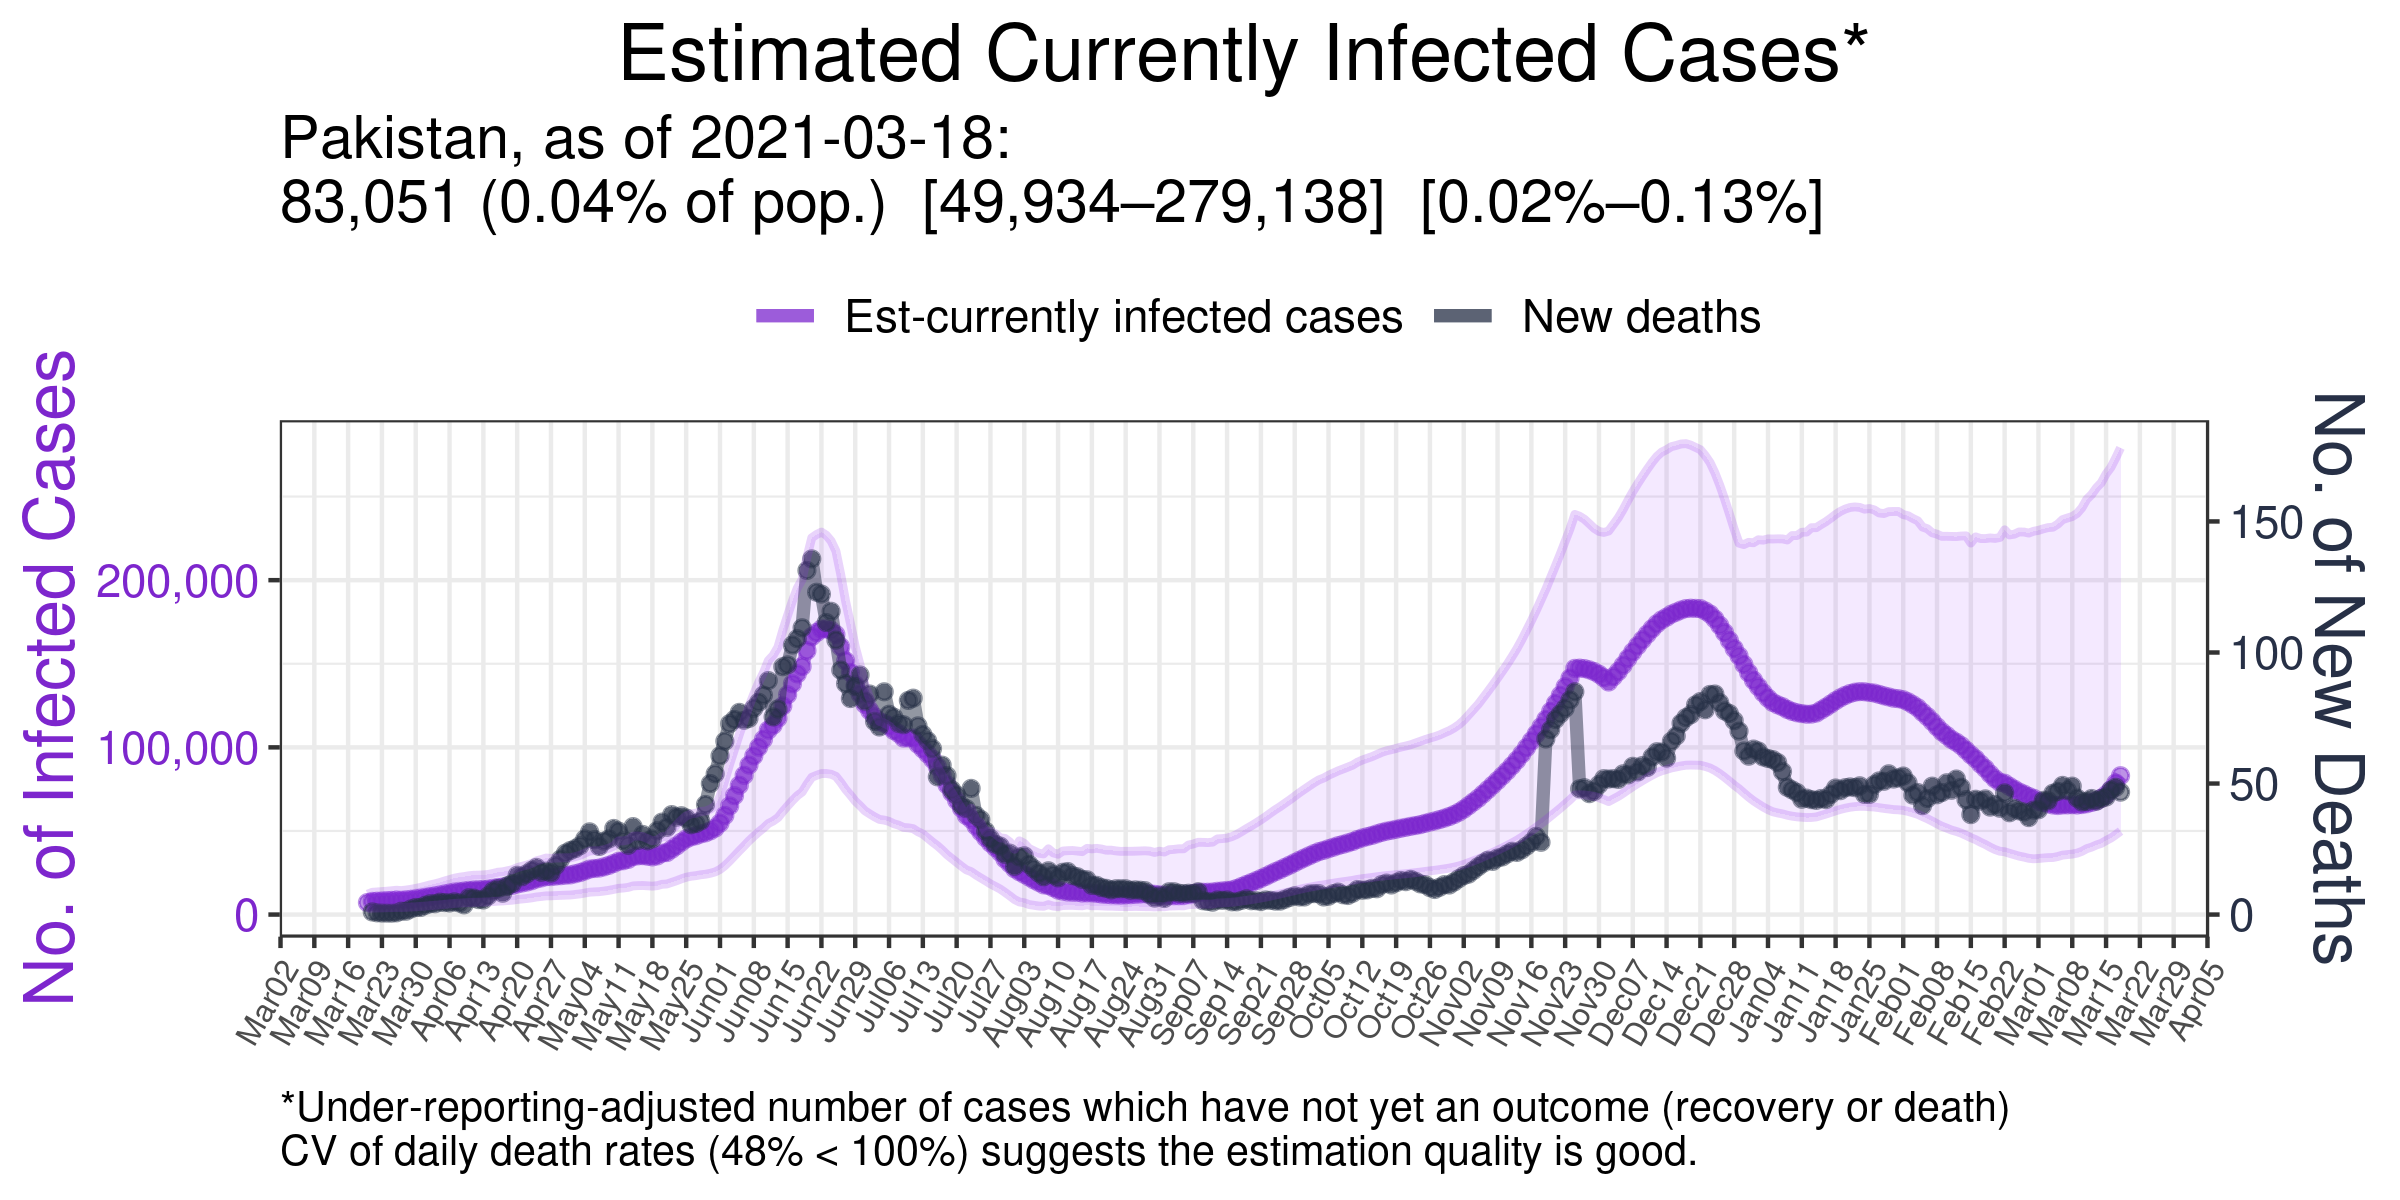 Estimated Currently Infected Cases*
Pakistan, as of 2021-03-18:
83,051 (0.04% of pop.) [49,934–279,138] [0.02%–0.13%]
Est-currently infected cases New deaths
No. of Infected Cases
200,000
100,000
0
No. of New Deaths
150
100
50
0
Mar02 Mar09 Mar16 Mar23 Mar30 Apr06 Apr13 Apr20 Apr27 May04 May11 May18 May25 Jun01 Jun08 Jun15 Jun22 Jun29 Jul06 Jul13 Jul20 Jul27 Aug03 Aug10 Aug17 Aug24 Aug31 Sep07 Sep14 Sep21 Sep28 Oct05 Oct12 Oct19 Oct26 Nov02 Nov09 Nov16 Nov23 Nov30 Dec07 Dec14 Dec21 Dec28 Jan04 Jan11 Jan18 Jan25 Feb01 Feb08 Feb15 Feb22 Mar01 Mar08 Mar15 Mar22 Mar29 Apr05
*Under-reporting-adjusted number of cases which have not yet an outcome (recovery or death)
CV of daily death rates (48% < 100%) suggests the estimation quality is good.